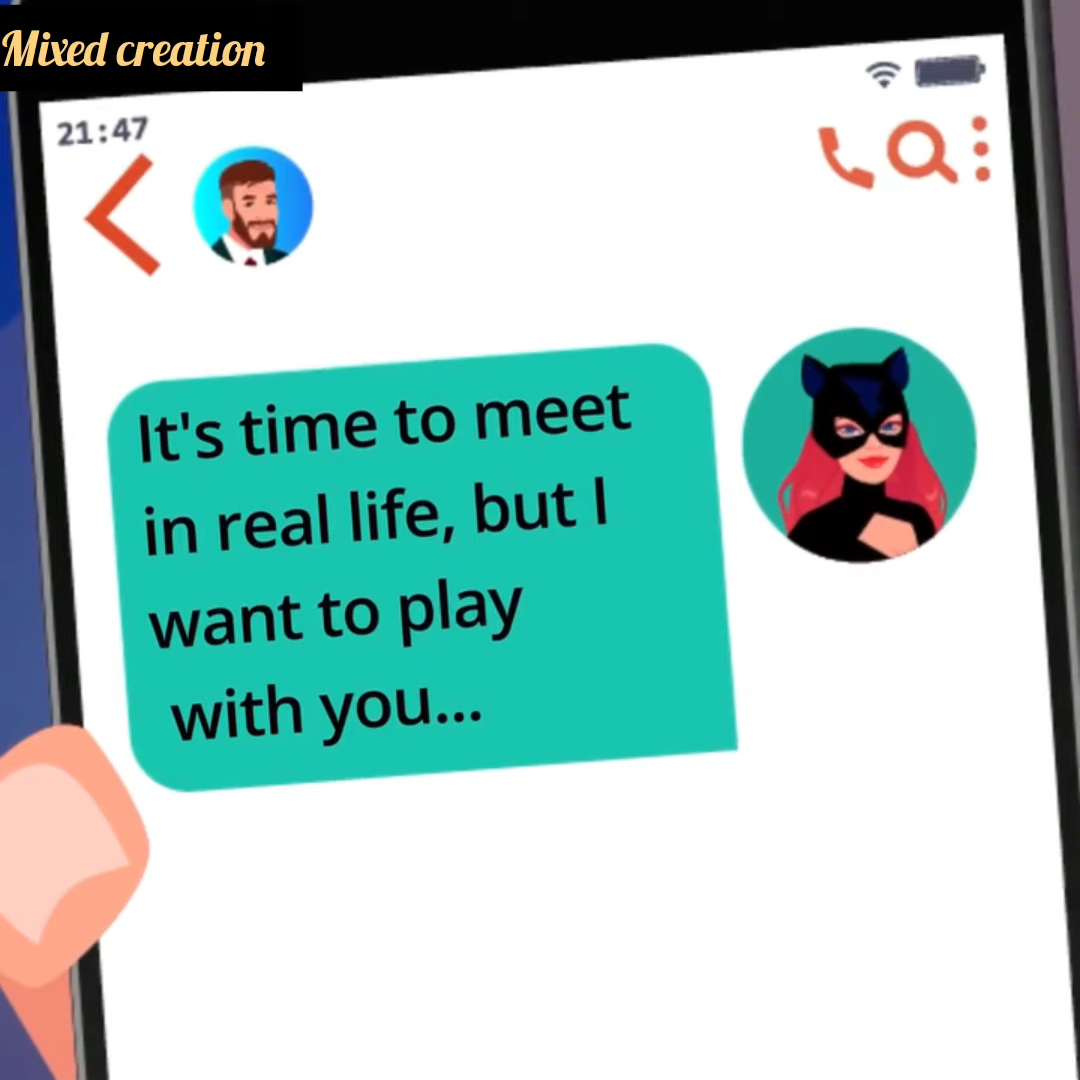 Mixed creation
21:47
It's time to meet
in real life, but I
want to play
with you...